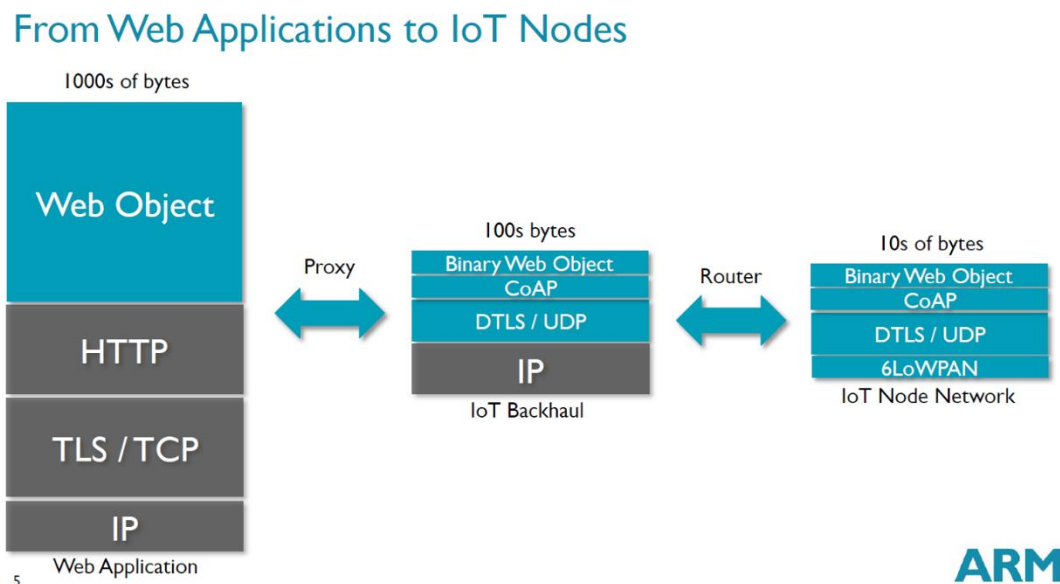 From Web Applications to IoT Nodes
1000s of bytes
Web Object
HTTP
TLS / TCP
IP
Web Application
Proxy
100s bytes
Binary Web Object
CoAP
DTLS / UDP
IP
IoT Backhaul
Router
10s of bytes
Binary Web Object
CoAP
DTLS / UDP
6LoWPAN
IoT Node Network
5
ARM